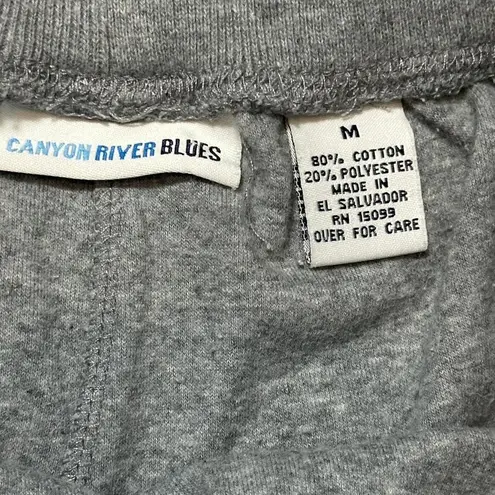 CANYON RIVER BLUES
M
80% COTTON
20% POLYESTER
MADE IN
EL SALVADOR
RN 15099
OVER FOR CARE